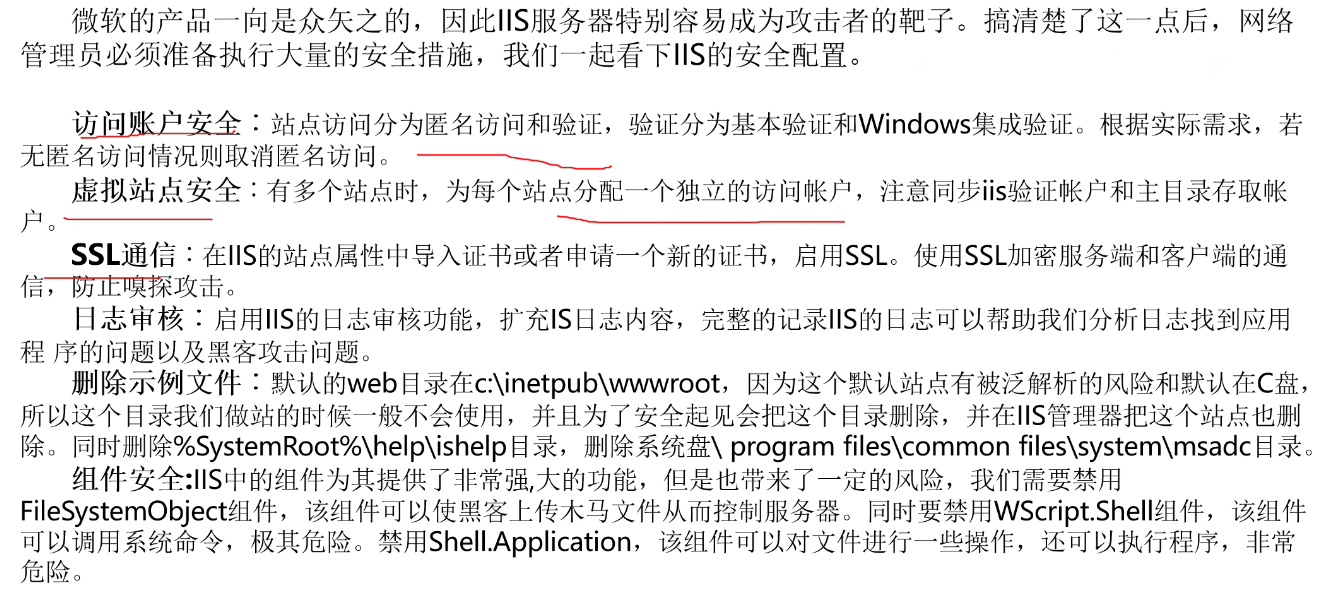 微软的产品一向是众矢之的，因此IIS服务器特别容易成为攻击者的靶子。搞清楚了这一点后，网络
管理员必须准备执行大量的安全措施，我们一起看下IIS的安全配置。
访问账户安全：站点访问分为匿名访问和验证，验证分为基本验证和Windows集成验证。根据实际需求，若
无匿名访问情况则取消匿名访问。
虚拟站点安全：有多个站点时，为每个站点分配一个独立的访问帐户，注意同步iis验证帐户和主目录存取帐
户。
SSL通信：在IIS的站点属性中导入证书或者申请一个新的证书，启用SSL。使用SSL加密服务端和客户端的通
信，防止嗅探攻击。
日志审核：启用IIS的日志审核功能，扩充IS日志内容，完整的记录IIS的日志可以帮助我们分析日志找到应用
程 序的问题以及黑客攻击问题。
删除示例文件：默认的web目录在c:\inetpub\wwwroot，因为这个默认站点有被泛解析的风险和默认在C盘，
所以这个目录我们做站的时候一般不会使用，并且为了安全起见会把这个目录删除，并在IIS管理器把这个站点也删
除。同时删除%SystemRoot%\help\ishelp目录，删除系统盘\ program files\common files\system\msadc目录。
组件安全:IIS中的组件为其提供了非常强,大的功能，但是也带来了一定的风险，我们需要禁用
FileSystemObject组件，该组件可以使黑客上传木马文件从而控制服务器。同时要禁用WScript.Shell组件，该组件
可以调用系统命令，极其危险。禁用Shell.Application，该组件可以对文件进行一些操作，还可以执行程序，非常
危险。